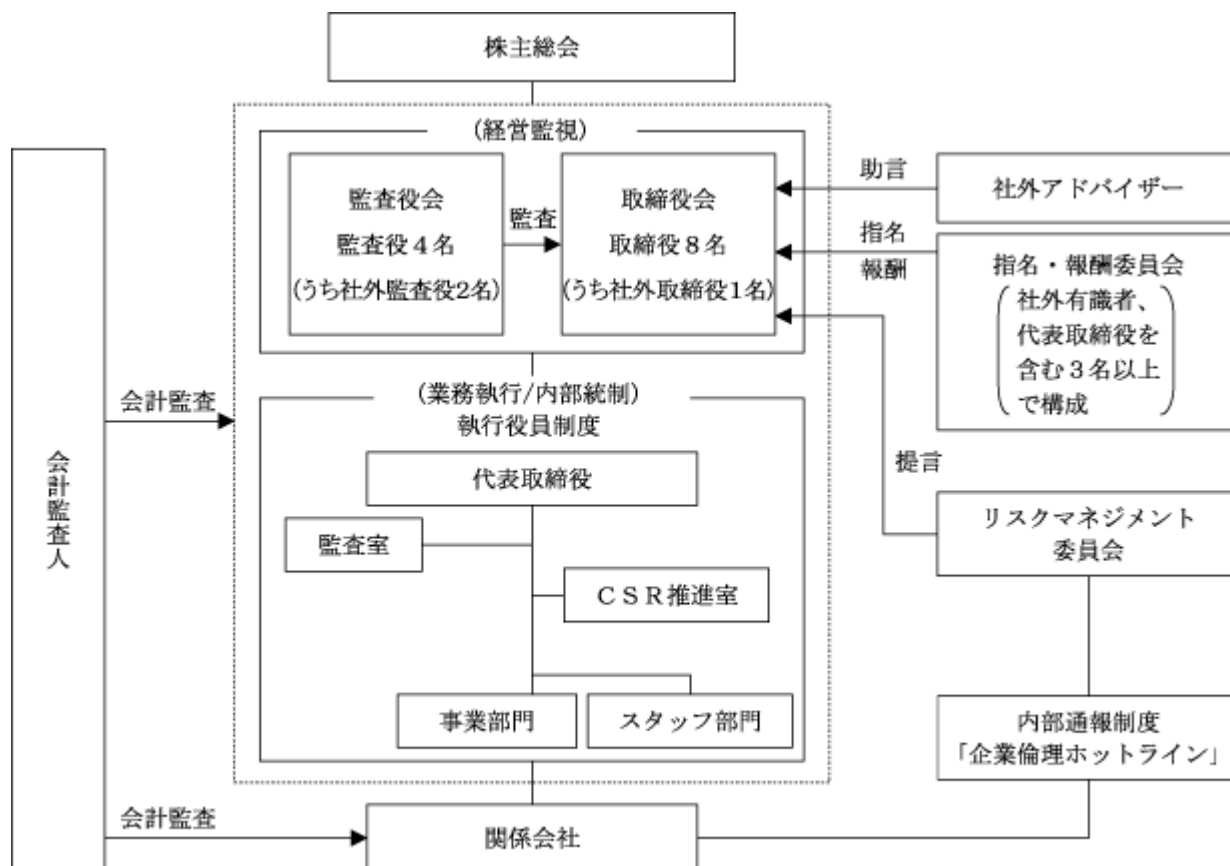 株主総会
(経営監視)
監査役会
監査役4名
(うち社外監査役2名)
監査
取締役会
取締役8名
(うち社外取締役1名)
助言
社外アドバイザー
指名
報酬
指名・報酬委員会
社外有識者、
代表取締役を
含む3名以上
で構成
会計監査
(業務執行/内部統制)
執行役員制度
代表取締役
監査室
CSR推進室
事業部門
スタッフ部門
提言
リスクマネジメント
委員会
会計監査人
内部通報制度
「企業倫理ホットライン」
会計監査
関係会社